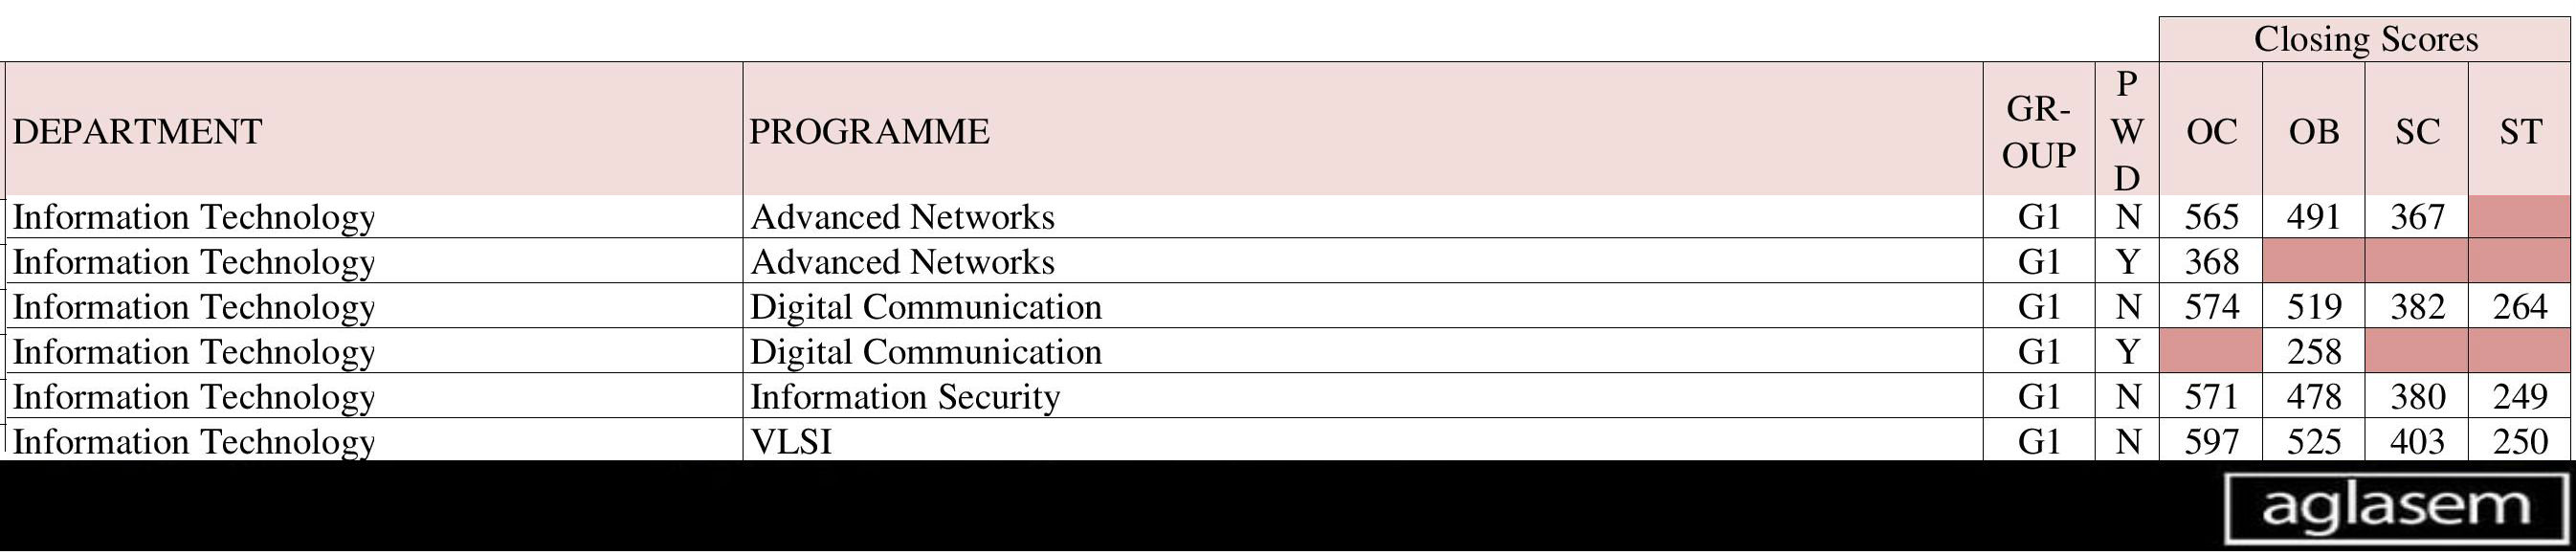 Closing Scores
DEPARTMENT PROGRAMME GR-OUP P W D OC OB SC ST
Information Technology Advanced Networks G1 N 565 491 367
Information Technology Advanced Networks G1 Y 368
Information Technology Digital Communication G1 N 574 519 382 264
Information Technology Digital Communication G1 Y 258
Information Technology Information Security G1 N 571 478 380 249
Information Technology VLSI G1 N 597 525 403 250
aglasem